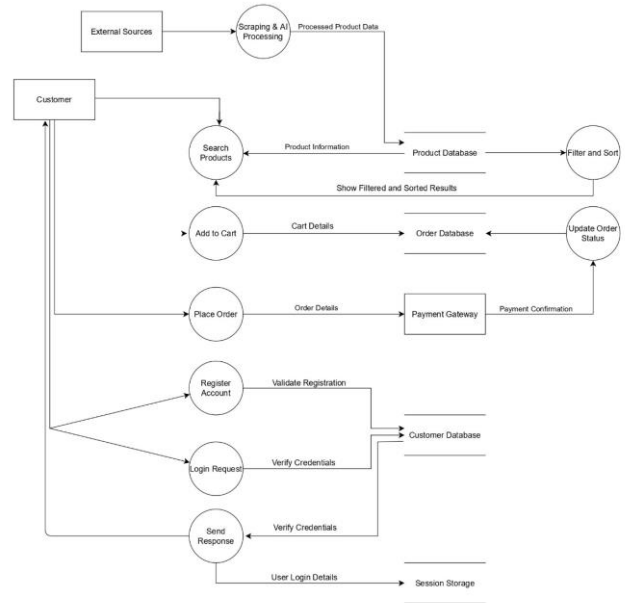 External Sources
Scraping & AI
Processing
Processed Product Data
Customer
Search
Products
Product Information
Product Database
Filter and Sort
Show Filtered and Sorted Results
Add to Cart
Cart Details
Order Database
Update Order
Status
Place Order
Order Details
Payment Gateway
Payment Confirmation
Register
Account
Validate Registration
Customer Database
Login Request
Verify Credentials
Send
Response
Verify Credentials
User Login Details
Session Storage